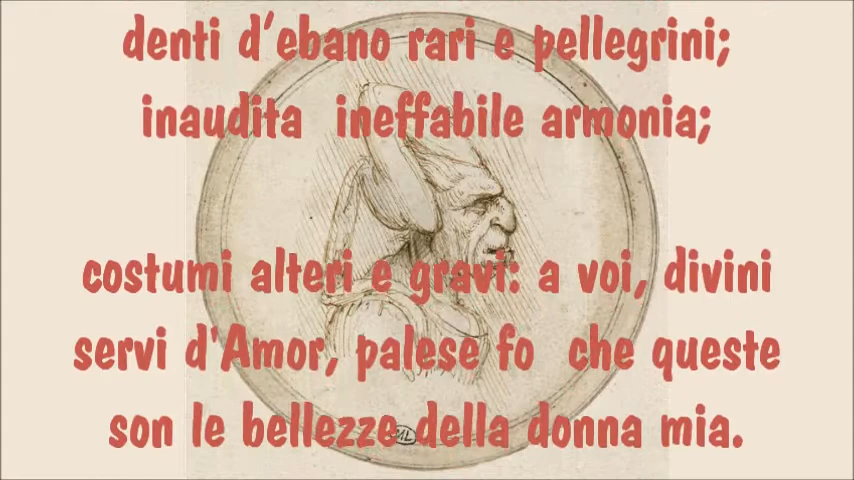 denti d’ebano rari e pellegrini;
inaudita ineffabile armonia;
costumi alteri e gravi: a voi, divini
servi d'Amor, palese fo che queste
son le bellezze della donna mia.
ML